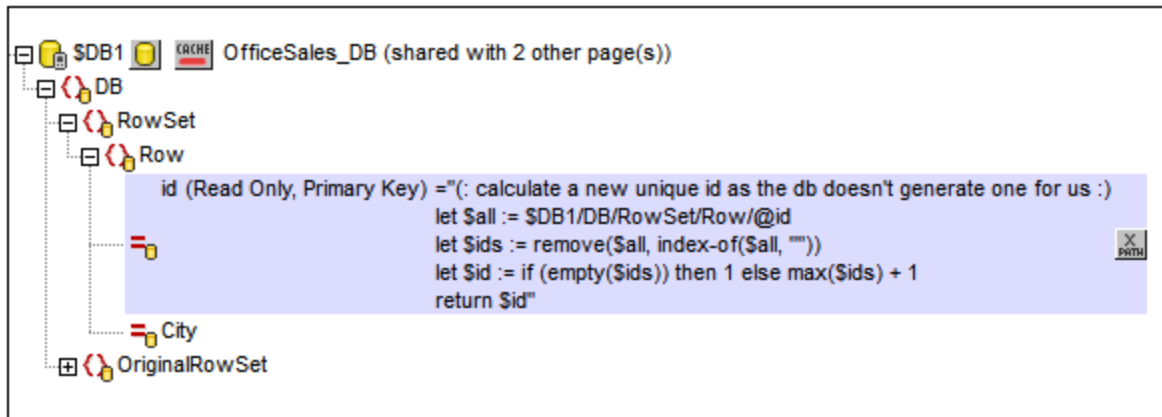 $DB1 CACHE OfficeSales_DB (shared with 2 other page(s))
DB
RowSet
Row
id (Read Only, Primary Key) ="(: calculate a new unique id as the db doesn't generate one for us :)
let $all := $DB1/DB/RowSet/Row/@id
let $ids := remove($all, index-of($all, ""))
let $id := if (empty($ids)) then 1 else max($ids) + 1
return $id"
X PATH
City
OriginalRowSet